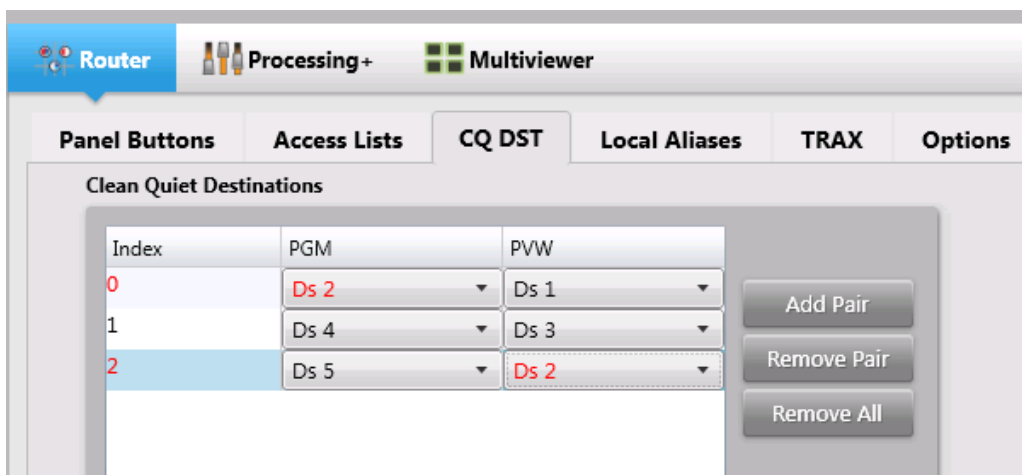 Router Processing+ Multiviewer
Panel Buttons Access Lists CQ DST Local Aliases TRAX Options
Clean Quiet Destinations
Index PGM PVW
0 Ds 2 Ds 1
1 Ds 4 Ds 3
2 Ds 5 Ds 2
Add Pair
Remove Pair
Remove All